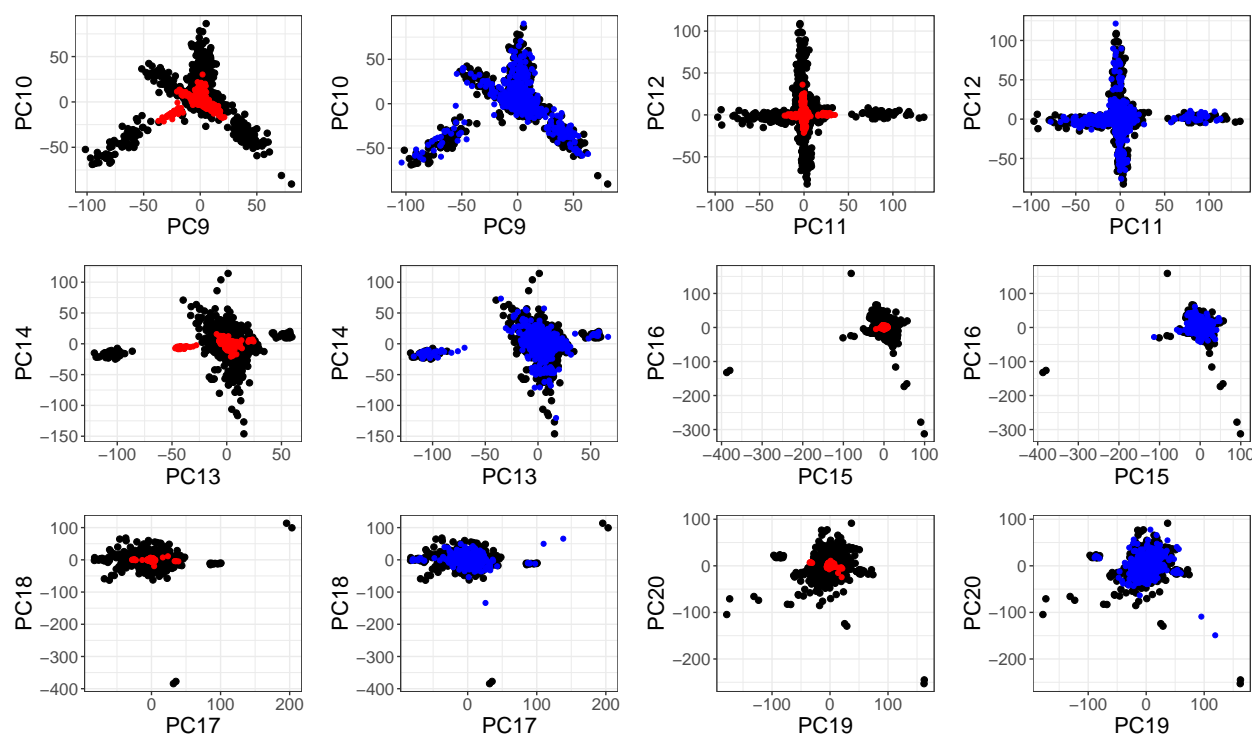 PC10 50 0 −50 −100 −50 0 50 PC9
PC10 50 0 −50 −100 −50 0 50 PC9
PC12 100 50 0 −50 −100 −50 0 50 100 PC11
PC12 100 50 0 −50 −100 −50 0 50 100 PC11
PC14 100 50 0 −50 −100 −150 −100 −50 0 50 PC13
PC14 100 50 0 −50 −100 −150 −100 −50 0 50 PC13
PC16 100 0 −100 −200 −300 −400 −300 −200 −100 0 100 PC15
PC16 100 0 −100 −200 −300 −400 −300 −200 −100 0 100 PC15
PC18 100 0 −100 −200 −300 −400 0 100 200 PC17
PC18 100 0 −100 −200 −300 −400 0 100 200 PC17
PC20 100 0 −100 −200 −100 0 100 PC19
PC20 100 0 −100 −200 −100 0 100 PC19